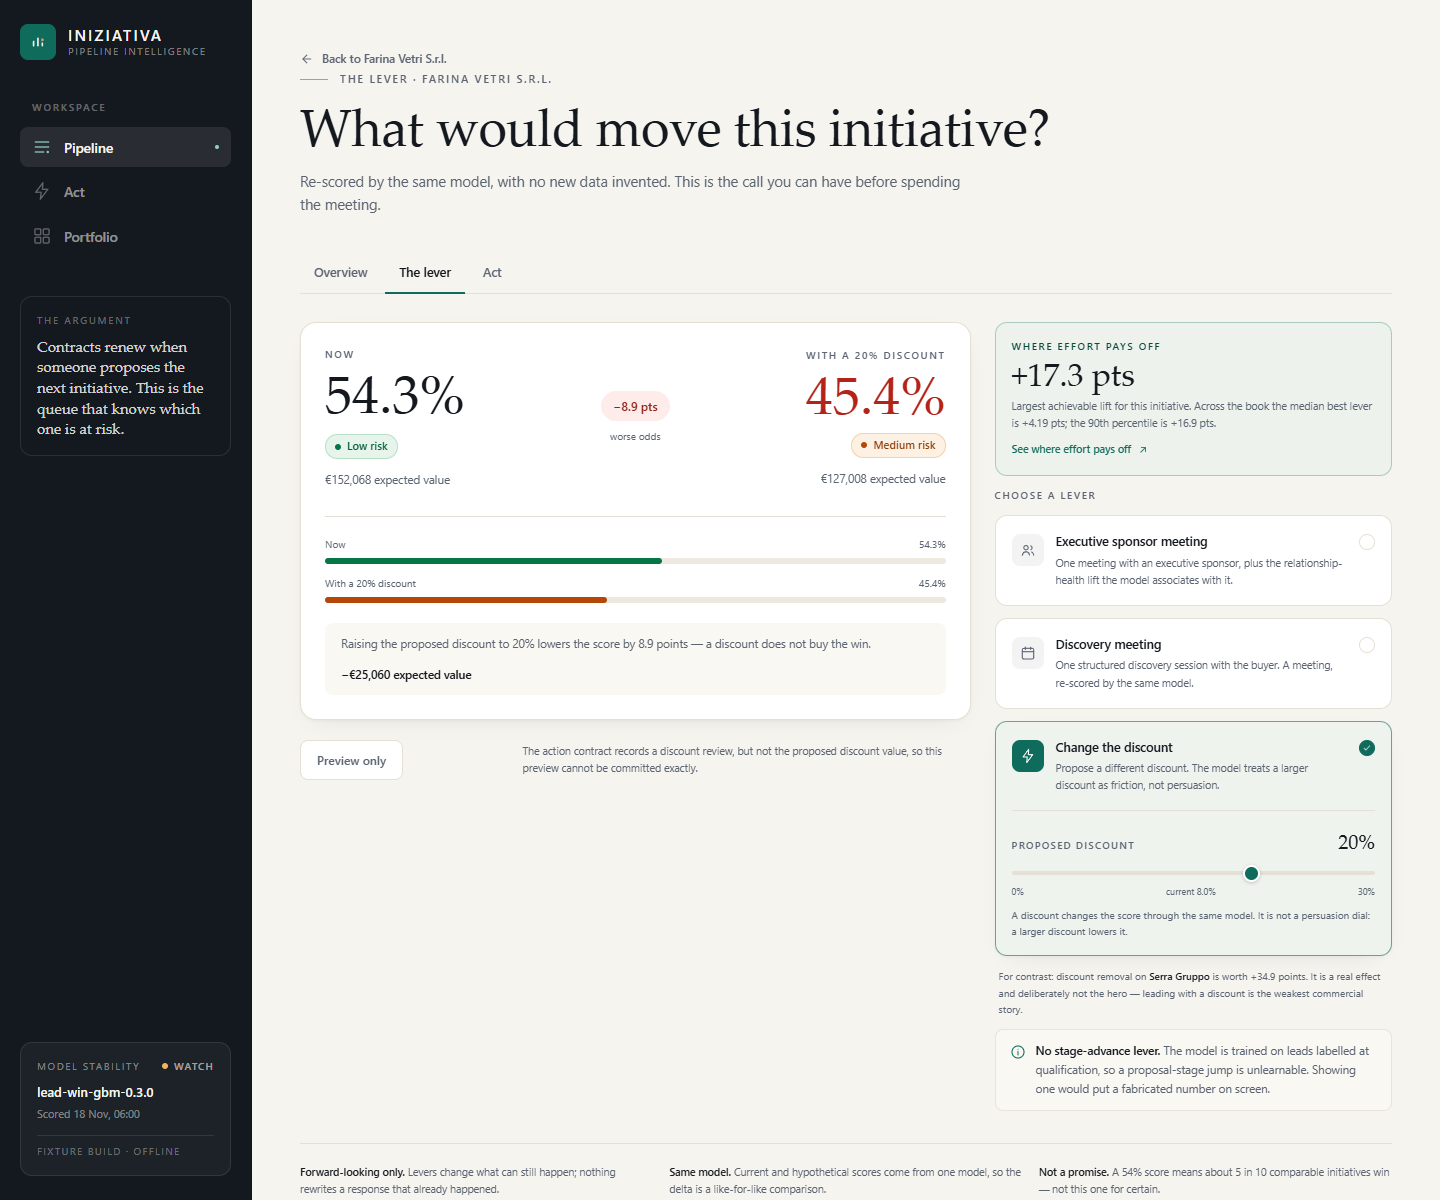 INIZIATIVA
PIPELINE INTELLIGENCE
WORKSPACE
Pipeline
Act
Portfolio
THE ARGUMENT
Contracts renew when
someone proposes the
next initiative. This is the
queue that knows which
one is at risk.
MODEL STABILITY
WATCH
lead-win-gbm-0.3.0
Scored 18 Nov, 06:00
FIXTURE BUILD · OFFLINE
Back to Farina Vetri S.r.l.
THE LEVER · FARINA VETRI S.R.L.
What would move this initiative?
Re-scored by the same model, with no new data invented. This is the call you can have before spending
the meeting.
Overview
The lever
Act
NOW
54.3%
Low risk
€152,068 expected value
−8.9 pts
worse odds
WITH A 20% DISCOUNT
45.4%
Medium risk
€127,008 expected value
Now
54.3%
With a 20% discount
45.4%
Raising the proposed discount to 20% lowers the score by 8.9 points — a discount does not buy the win.
−€25,060 expected value
Preview only
The action contract records a discount review, but not the proposed discount value, so this
preview cannot be committed exactly.
WHERE EFFORT PAYS OFF
+17.3 pts
Largest achievable lift for this initiative. Across the book the median best lever
is +4.19 pts; the 90th percentile is +16.9 pts.
See where effort pays off
CHOOSE A LEVER
Executive sponsor meeting
One meeting with an executive sponsor, plus the relationship-
health lift the model associates with it.
Discovery meeting
One structured discovery session with the buyer. A meeting,
re-scored by the same model.
Change the discount
Propose a different discount. The model treats a larger
discount as friction, not persuasion.
PROPOSED DISCOUNT
20%
0%
current 8.0%
30%
A discount changes the score through the same model. It is not a persuasion dial:
a larger discount lowers it.
For contrast: discount removal on Serra Gruppo is worth +34.9 points. It is a real effect
and deliberately not the hero — leading with a discount is the weakest commercial
story.
No stage-advance lever. The model is trained on leads labelled at
qualification, so a proposal-stage jump is unlearnable. Showing
one would put a fabricated number on screen.
Forward-looking only. Levers change what can still happen; nothing
rewrites a response that already happened.
Same model. Current and hypothetical scores come from one model, so the
delta is a like-for-like comparison.
Not a promise. A 54% score means about 5 in 10 comparable initiatives win
— not this one for certain.